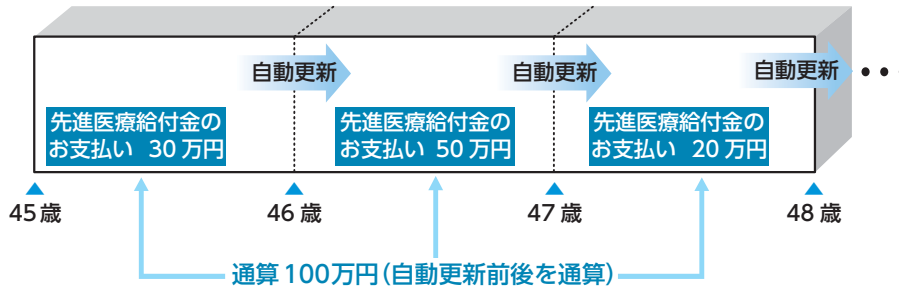 自動更新 自動更新 自動更新 ・・・
先進医療給付金の
お支払い 30万円
先進医療給付金の
お支払い 50万円
先進医療給付金の
お支払い 20万円
45歳 46歳 47歳 48歳
通算100万円(自動更新前後を通算)